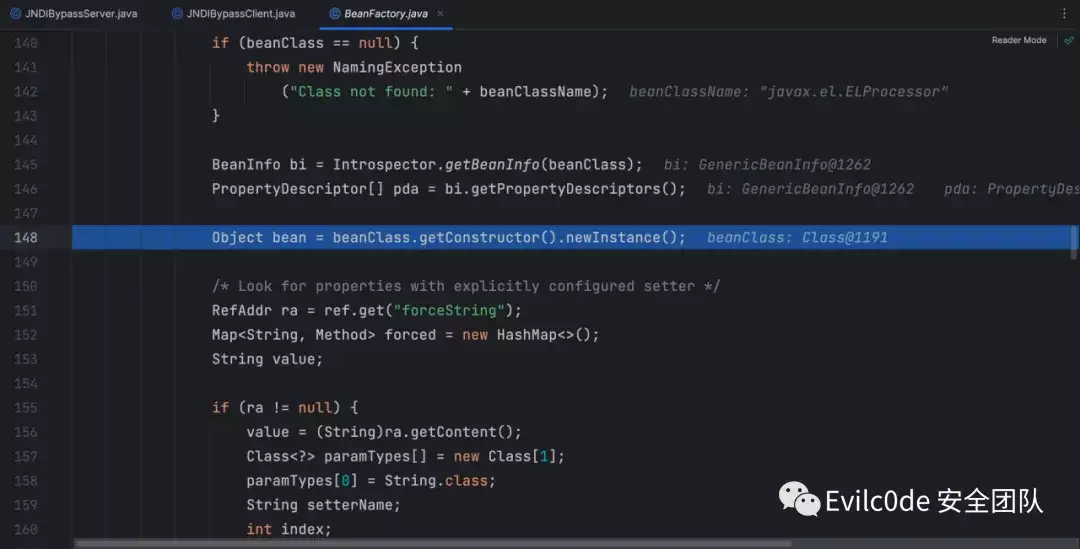 JNDIBypassServer.java JNDIBypassClient.java BeanFactory.java ×
Reader Mode
140 if (beanClass == null) {
141 throw new NamingException
142 ("Class not found: " + beanClassName); beanClassName: "javax.el.ELProcessor"
143 }
144
145 BeanInfo bi = Introspector.getBeanInfo(beanClass); bi: GenericBeanInfo@1262
146 PropertyDescriptor[] pda = bi.getPropertyDescriptors(); bi: GenericBeanInfo@1262 pda: PropertyDes
147
148 Object bean = beanClass.getConstructor().newInstance(); beanClass: Class@1191
149
150 /* Look for properties with explicitly configured setter */
151 RefAddr ra = ref.get("forceString");
152 Map<String, Method> forced = new HashMap<>();
153 String value;
154
155 if (ra != null) {
156 value = (String)ra.getContent();
157 Class<?> paramTypes[] = new Class[1];
158 paramTypes[0] = String.class;
159 String setterName;
160 int index;
Evilc0de 安全团队